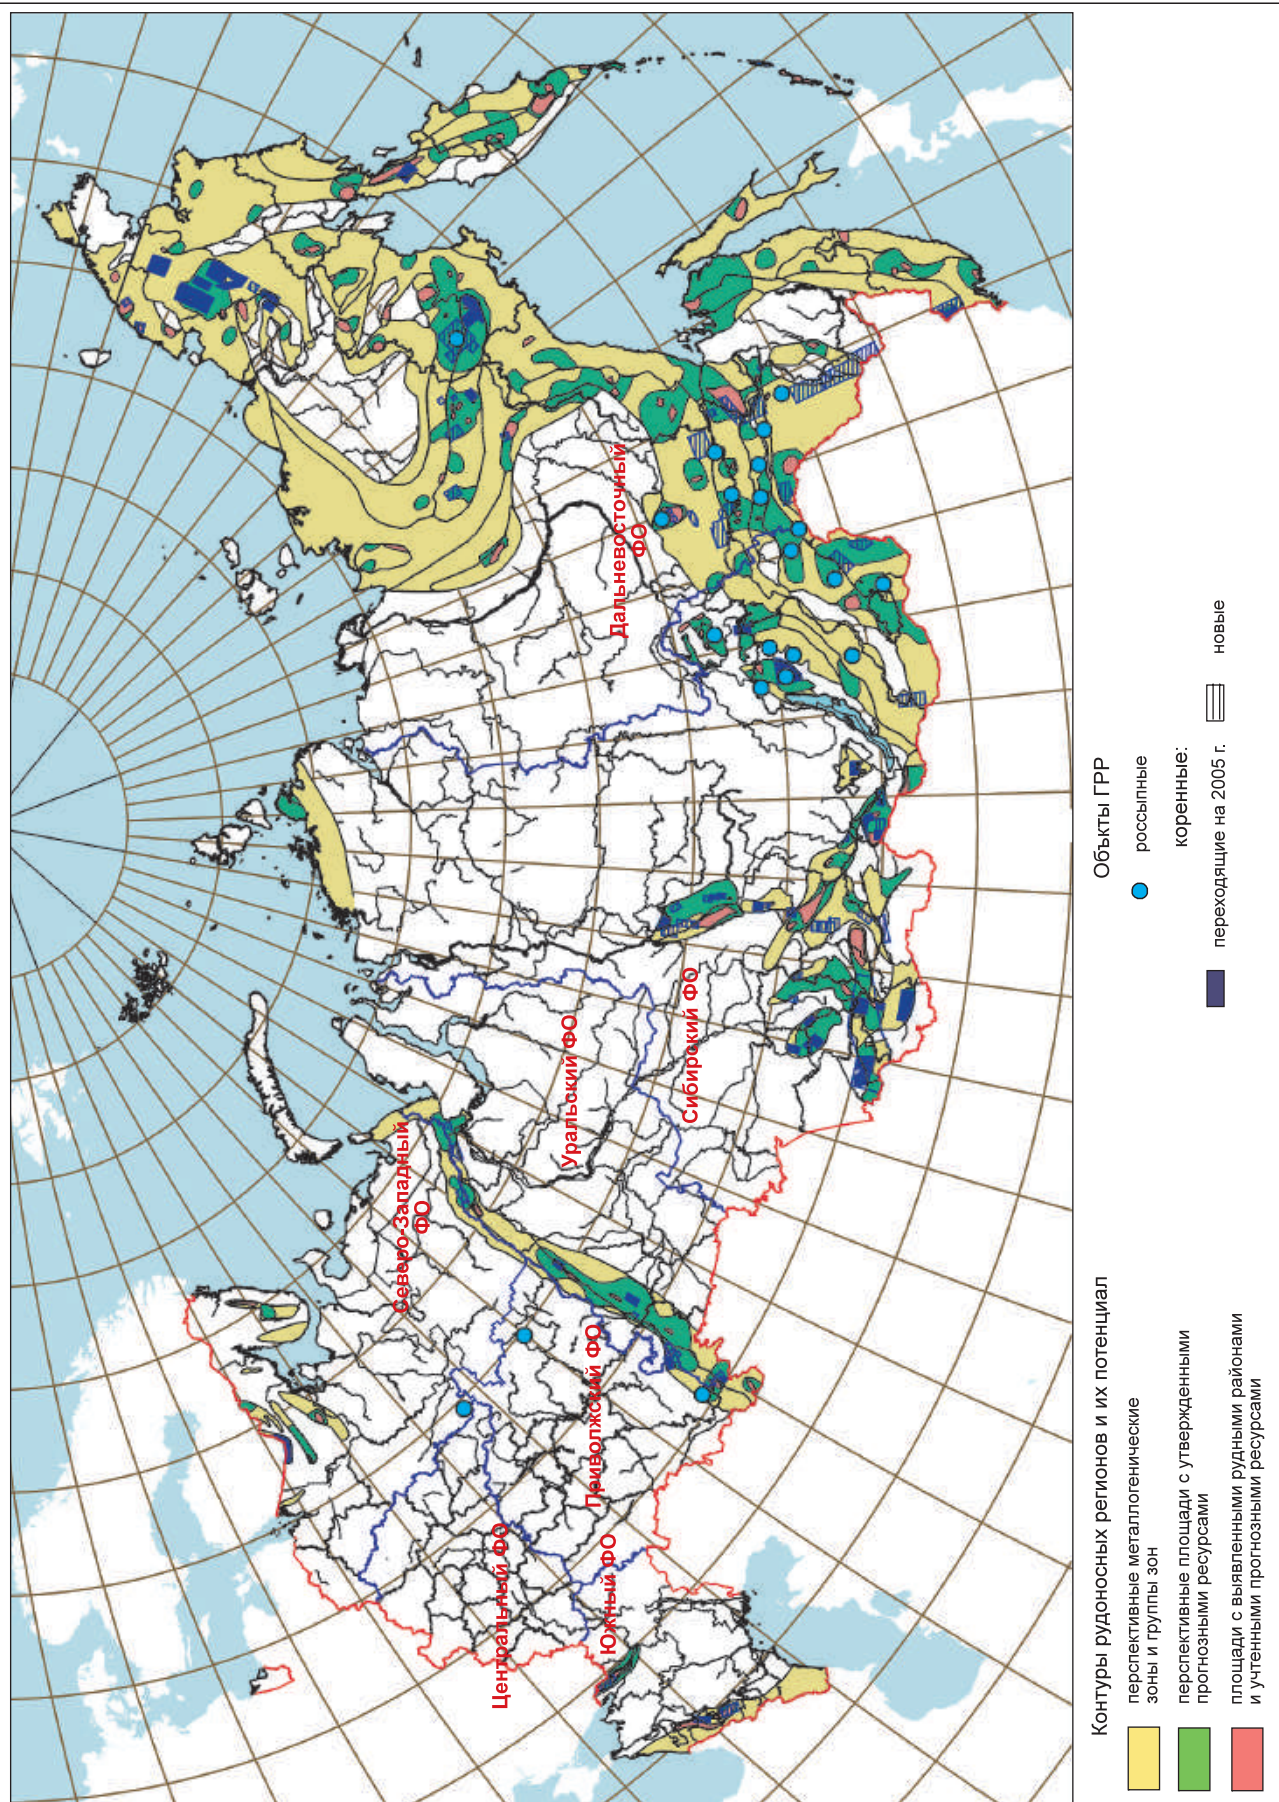 Северо-Западный
ФО
Центральный ФО
Южный ФО
Приволжский ФО
Уральский ФО
Сибирский ФО
Дальневосточный
ФО
Контуры рудоносных регионов и их потенциал
перспективные металлогенические
зоны и группы зон
перспективные площади с утвержденными
прогнозными ресурсами
площади с выявленными рудными районами
и учтенными прогнозными ресурсами
Объкты ГРР
россыпные
коренные:
переходящие на 2005 г.
новые